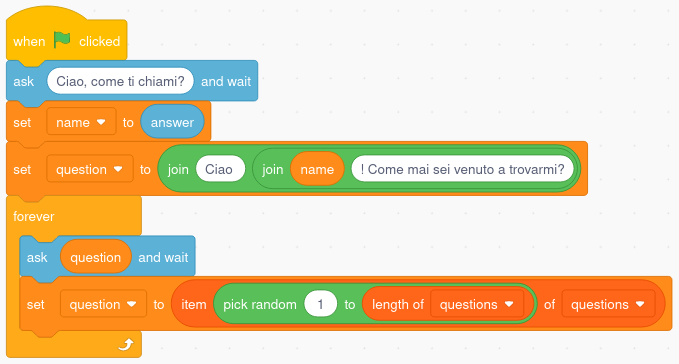 when clicked
ask Ciao, come ti chiami? and wait
set name to answer
set question to join Ciao join name ! Come mai sei venuto a trovarmi?
forever
ask question and wait
set question to item pick random 1 to length of questions of questions